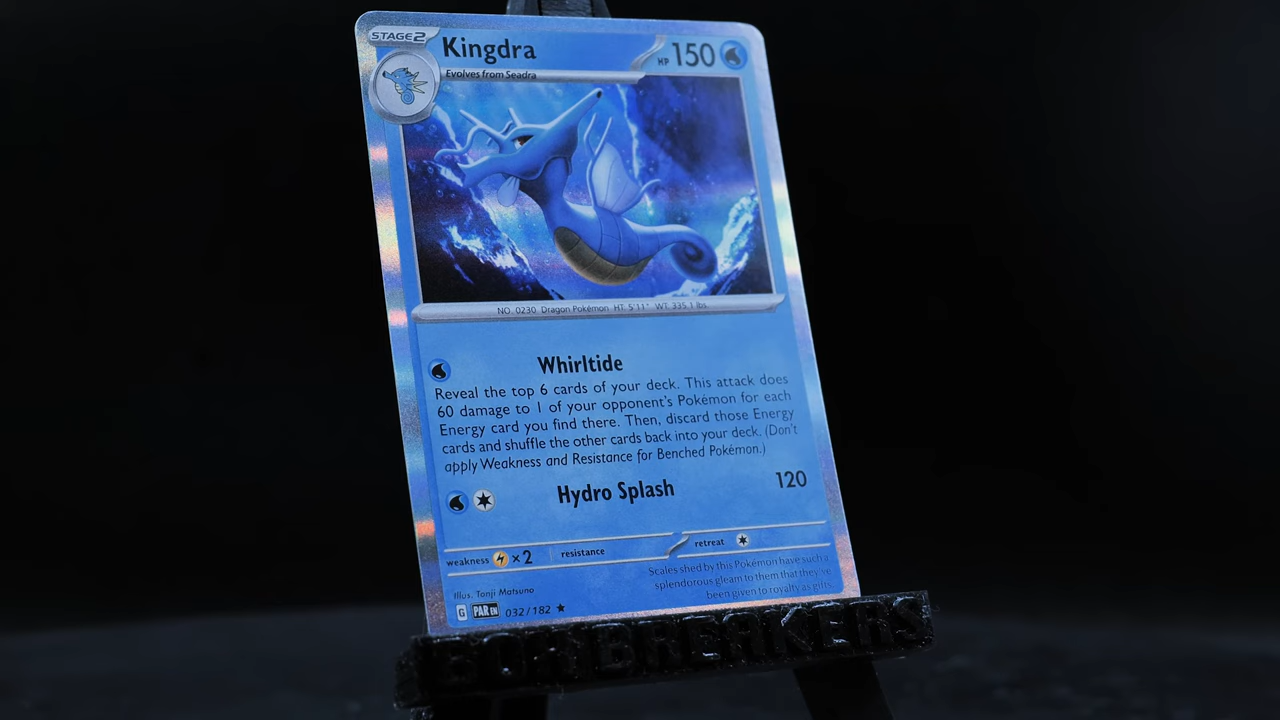 STAGE2
Kingdra
HP 150
Evolves from Seadra
NO. 0230 Dragon Pokémon HT: 5'11" WT: 335.1 lbs
Whirltide
Reveal the top 6 cards of your deck. This attack does
60 damage to 1 of your opponent's Pokémon for each
Energy card you find there. Then, discard those Energy
cards and shuffle the other cards back into your deck. (Don't
apply Weakness and Resistance for Benched Pokémon.)
Hydro Splash 120
weakness ×2 resistance retreat
Scales shed by this Pokémon have such a
splendorous gleam to them that they've
been given to royalty as gifts.
Illus. Tonji Matsuno
G PAR EN 032/182
BOXBREAKERS